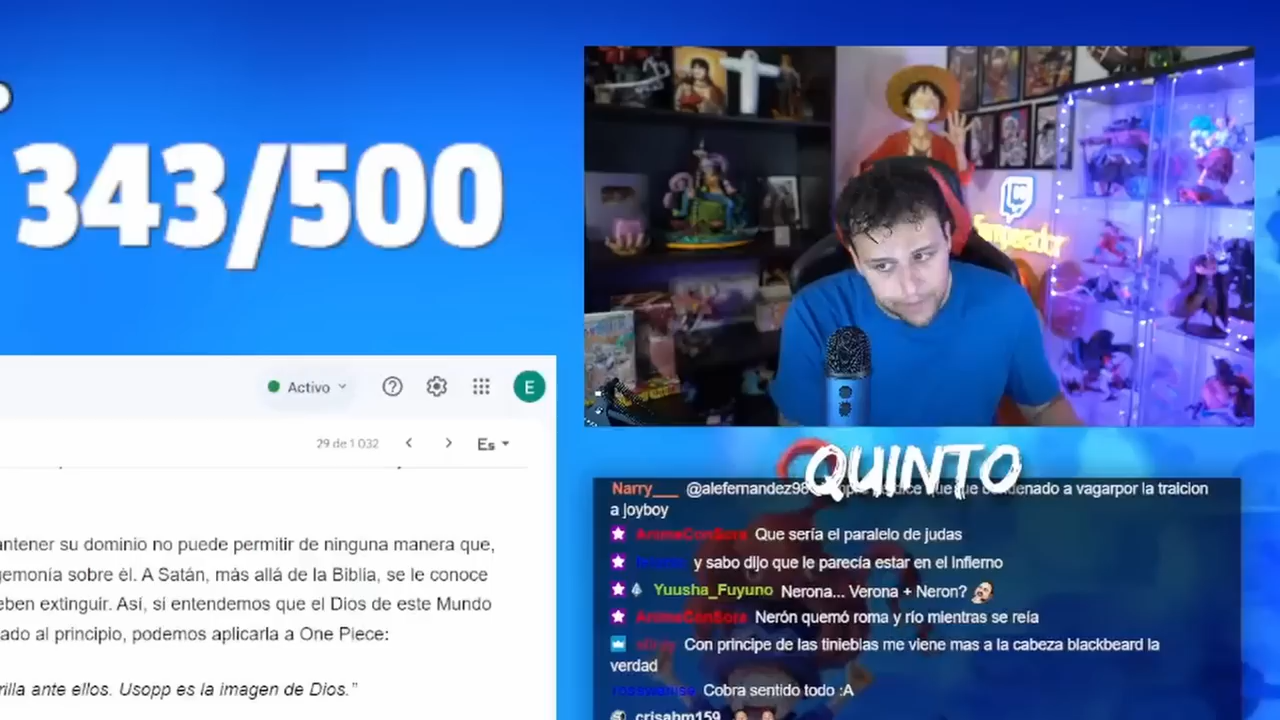 343/500
Activo
E
29 de 1 032
Es
antener su dominio no puede permitir de ninguna manera que,
gemonía sobre él. A Satán, más allá de la Biblia, se le conoce
eben extinguir. Así, si entendemos que el Dios de este Mundo
ado al principio, podemos aplicarla a One Piece:
rilla ante ellos. Usopp es la imagen de Dios.”
QUINTO
Narry___ @alefernandez98 dice que fue condenado a vagarpor la traicion
a joyboy
AnimeConSora Que sería el paralelo de judas
y sabo dijo que le parecía estar en el infierno
Yuusha_Fuyuno Nerona... Verona + Neron?
AnimeConSora Nerón quemó roma y río mientras se reía
Con principe de las tinieblas me viene mas a la cabeza blackbeard la
verdad
Cobra sentido todo :A
crisahm159